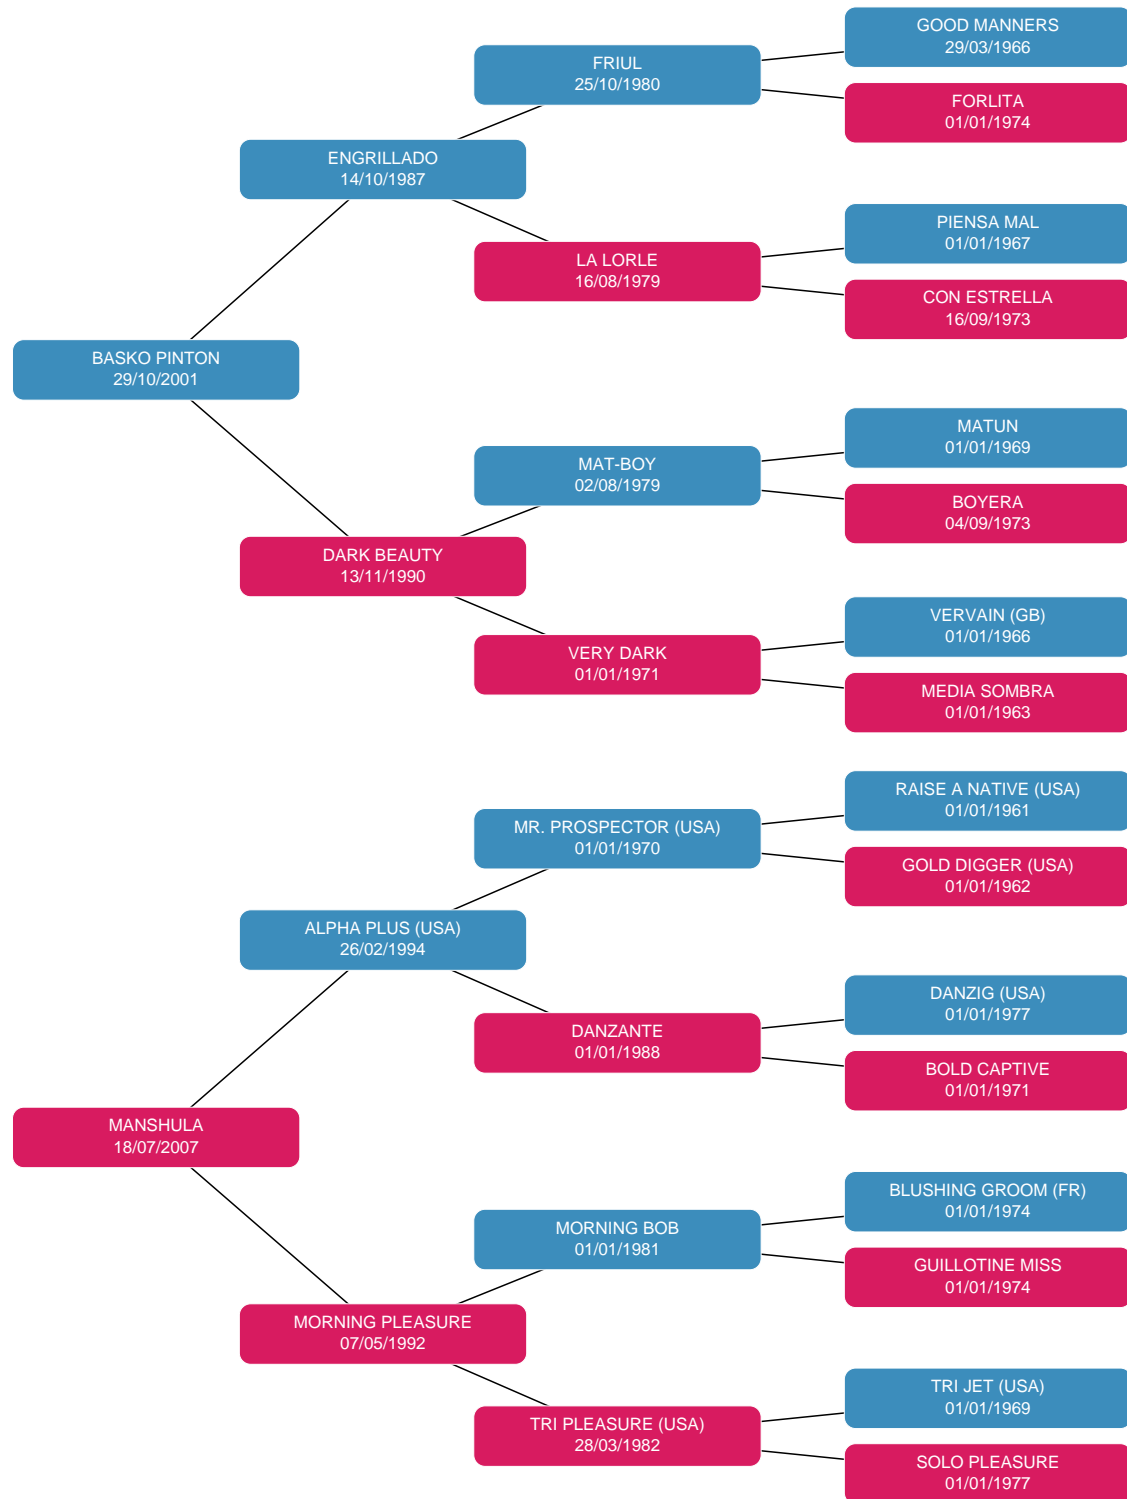 GOOD MANNERS
29/03/1966
FRIUL
25/10/1980
FORLITA
01/01/1974
ENGRILLADO
14/10/1987
PIENSA MAL
01/01/1967
LA LORLE
16/08/1979
CON ESTRELLA
16/09/1973
BASKO PINTON
29/10/2001
MATUN
01/01/1969
MAT-BOY
02/08/1979
BOYERA
04/09/1973
DARK BEAUTY
13/11/1990
VERVAIN (GB)
01/01/1966
VERY DARK
01/01/1971
MEDIA SOMBRA
01/01/1963
RAISE A NATIVE (USA)
01/01/1961
MR. PROSPECTOR (USA)
01/01/1970
GOLD DIGGER (USA)
01/01/1962
ALPHA PLUS (USA)
26/02/1994
DANZIG (USA)
01/01/1977
DANZANTE
01/01/1988
BOLD CAPTIVE
01/01/1971
MANSHULA
18/07/2007
BLUSHING GROOM (FR)
01/01/1974
MORNING BOB
01/01/1981
GUILLOTINE MISS
01/01/1974
MORNING PLEASURE
07/05/1992
TRI JET (USA)
01/01/1969
TRI PLEASURE (USA)
28/03/1982
SOLO PLEASURE
01/01/1977